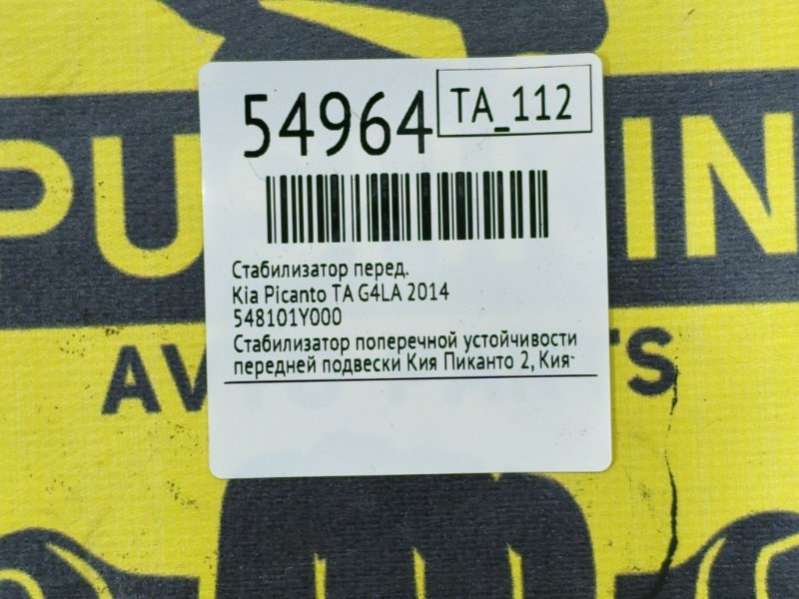 54964
TA_112
Стабилизатор перед.
Kia Picanto TA G4LA 2014
548101Y000
Стабилизатор поперечной устойчивости
передней подвески Кия Пиканто 2, Кия-